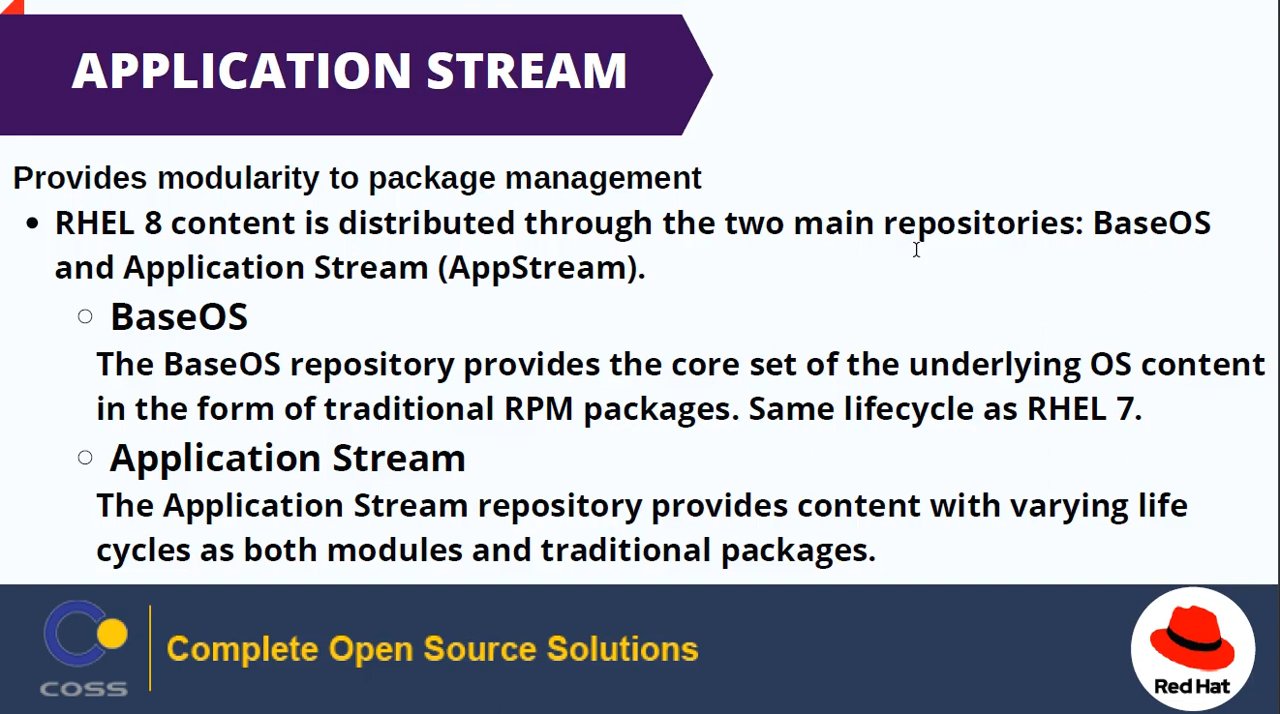 APPLICATION STREAM
Provides modularity to package management
• RHEL 8 content is distributed through the two main repositories: BaseOS
and Application Stream (AppStream).
○ BaseOS
The BaseOS repository provides the core set of the underlying OS content
in the form of traditional RPM packages. Same lifecycle as RHEL 7.
○ Application Stream
The Application Stream repository provides content with varying life
cycles as both modules and traditional packages.
COSS
Complete Open Source Solutions
Red Hat